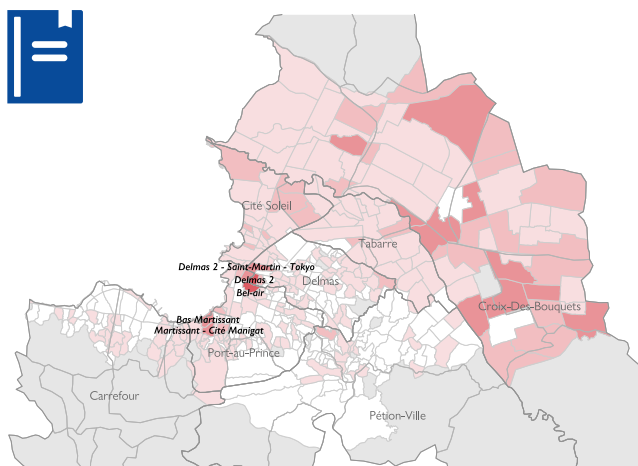 Cité Soleil
Tabarre
Delmas 2 - Saint-Martin - Tokyo
Delmas 2
Delmas
Bel-air
Croix-Des-Bouquets
Bas Martissant
Martissant - Cité Manigat
Port-au-Prince
Carrefour
Pétion-Ville